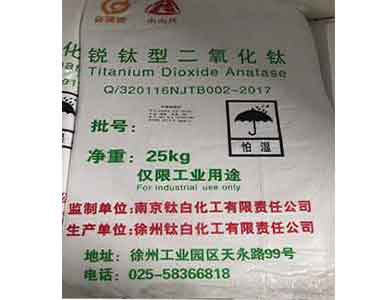 锐钛型二氧化钛
Titanium Dioxide Anatase
Q/320116NJTB002-2017
批号：
净重：25kg
怕湿
仅限工业用途
For industrial use only
监制单位：南京钛白化工有限责任公司
生产单位：徐州钛白化工有限责任公司
地址：徐州工业园区天永路99号
电话：025-58366818